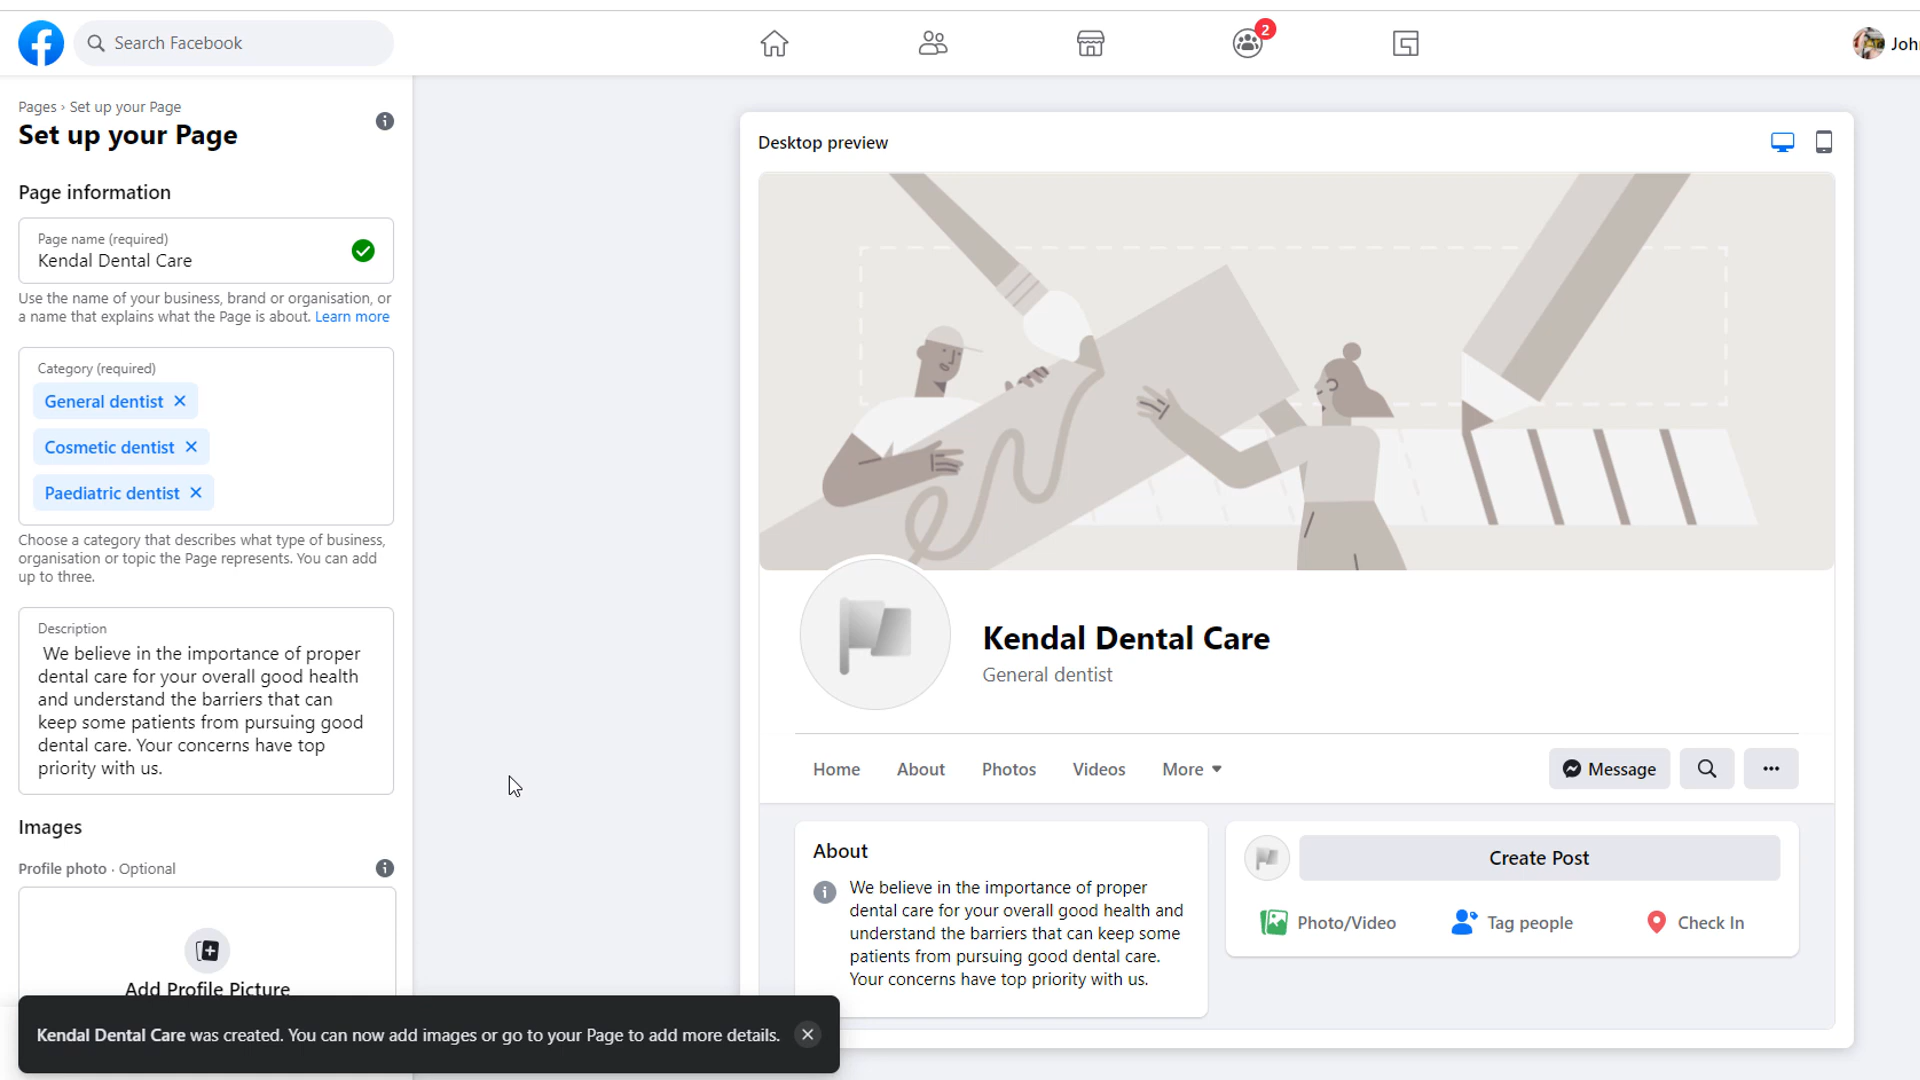 Search Facebook
2
Joh
Pages › Set up your Page
Set up your Page
Page information
Page name (required)
Kendal Dental Care
Use the name of your business, brand or organisation, or
a name that explains what the Page is about. Learn more
Category (required)
General dentist
Cosmetic dentist
Paediatric dentist
Choose a category that describes what type of business,
organisation or topic the Page represents. You can add
up to three.
Description
We believe in the importance of proper
dental care for your overall good health
and understand the barriers that can
keep some patients from pursuing good
dental care. Your concerns have top
priority with us.
Images
Profile photo · Optional
Add Profile Picture
Kendal Dental Care was created. You can now add images or go to your Page to add more details.
Desktop preview
Kendal Dental Care
General dentist
Home About Photos Videos More
Message
About
We believe in the importance of proper
dental care for your overall good health and
understand the barriers that can keep some
patients from pursuing good dental care.
Your concerns have top priority with us.
Create Post
Photo/Video Tag people Check In